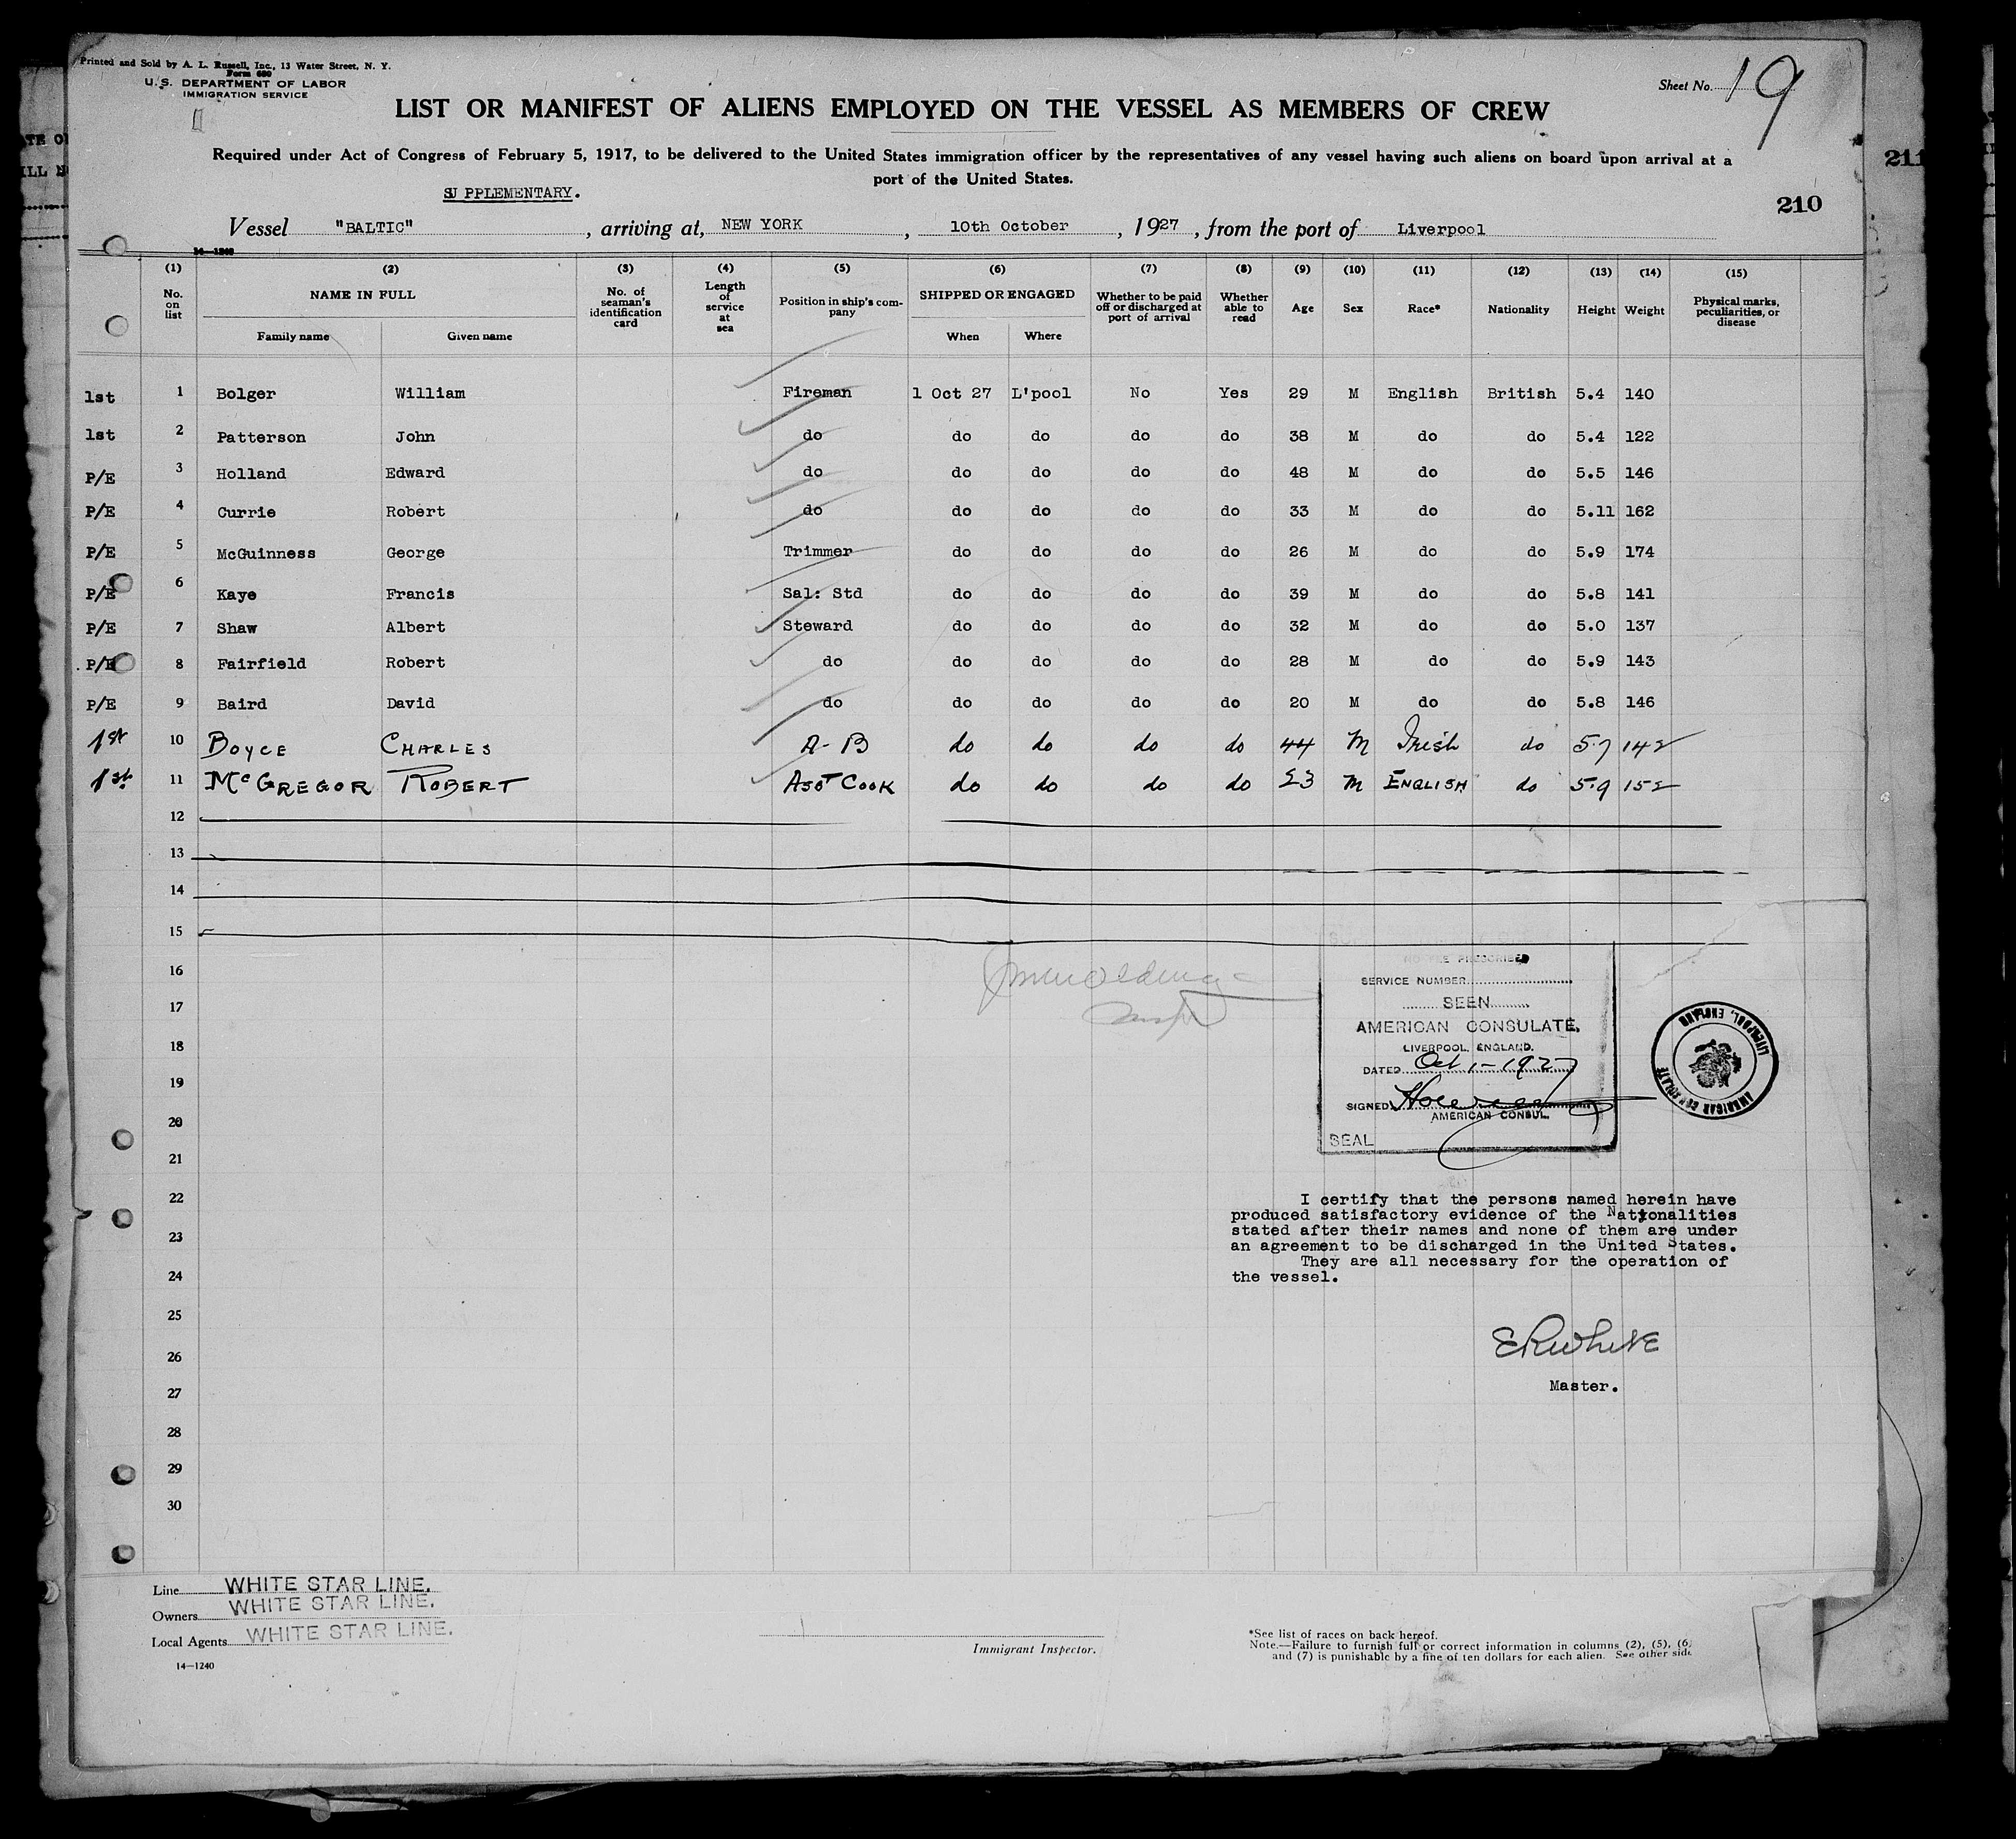 Printed and Sold by A. L. Russell, Inc., 13 Water Street, N. Y.
Form 680
U. S. DEPARTMENT OF LABOR
IMMIGRATION SERVICE
Sheet No. 19
LIST OR MANIFEST OF ALIENS EMPLOYED ON THE VESSEL AS MEMBERS OF CREW
Required under Act of Congress of February 5, 1917, to be delivered to the United States immigration officer by the representatives of any vessel having such aliens on board upon arrival at a
port of the United States.
SUPPLEMENTARY.
210
211
Vessel "BALTIC", arriving at, NEW YORK, 10th October, 1927, from the port of Liverpool
14—1240
(1) (2) (3) (4) (5) (6) (7) (8) (9) (10) (11) (12) (13) (14) (15)
No. on list NAME IN FULL No. of seaman's identification card Length of service at sea Position in ship's company SHIPPED OR ENGAGED Whether to be paid off or discharged at port of arrival Whether able to read Age Sex Race* Nationality Height Weight Physical marks, peculiarities, or disease
Family name Given name When Where
1st 1 Bolger William Fireman 1 Oct 27 L'pool No Yes 29 M English British 5.4 140
1st 2 Patterson John do do do do do 38 M do do 5.4 122
P/E 3 Holland Edward do do do do do 48 M do do 5.5 146
P/E 4 Currie Robert do do do do do 33 M do do 5.11 162
P/E 5 McGuinness George Trimmer do do do do 26 M do do 5.9 174
P/E 6 Kaye Francis Sal: Std do do do do 39 M do do 5.8 141
P/E 7 Shaw Albert Steward do do do do 32 M do do 5.0 137
P/E 8 Fairfield Robert do do do do do 28 M do do 5.9 143
P/E 9 Baird David do do do do do 20 M do do 5.8 146
1st 10 BOYCE CHARLES A-B do do do do 44 M Irish do 5.7 142
1st. 11 McGREGOR ROBERT Asst COOK do do do do 23 M ENGLISH do 5.9 152
12
13
14
15
16
17
18
19
20
21
22
23
24
25
26
27
28
29
30
NO FEE PRESCRIBED
SERVICE NUMBER
SEEN
AMERICAN CONSULATE.
LIVERPOOL, ENGLAND.
DATED Oct 1-1927
SIGNED
AMERICAN CONSUL.
SEAL
AMERICAN CONSULATE
LIVERPOOL, ENGLAND
I certify that the persons named herein have
produced satisfactory evidence of the Nationalities
stated after their names and none of them are under
an agreement to be discharged in the United States.
They are all necessary for the operation of
the vessel.
ERWhite
Master.
Line WHITE STAR LINE.
Owners WHITE STAR LINE.
Local Agents WHITE STAR LINE.
14—1240
Immigrant Inspector.
*See list of races on back hereof.
Note.—Failure to furnish full or correct information in columns (2), (5), (6)
and (7) is punishable by a fine of ten dollars for each alien. See other side